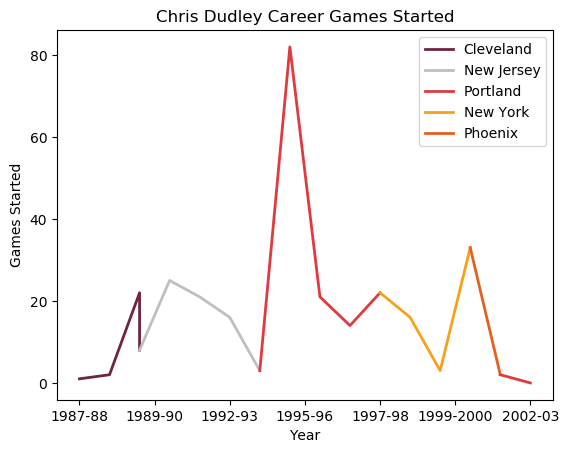 Chris Dudley Career Games Started
Cleveland
New Jersey
Portland
New York
Phoenix
80
60
40
20
0
Games Started
1987-88 1989-90 1992-93 1995-96 1997-98 1999-2000 2002-03
Year